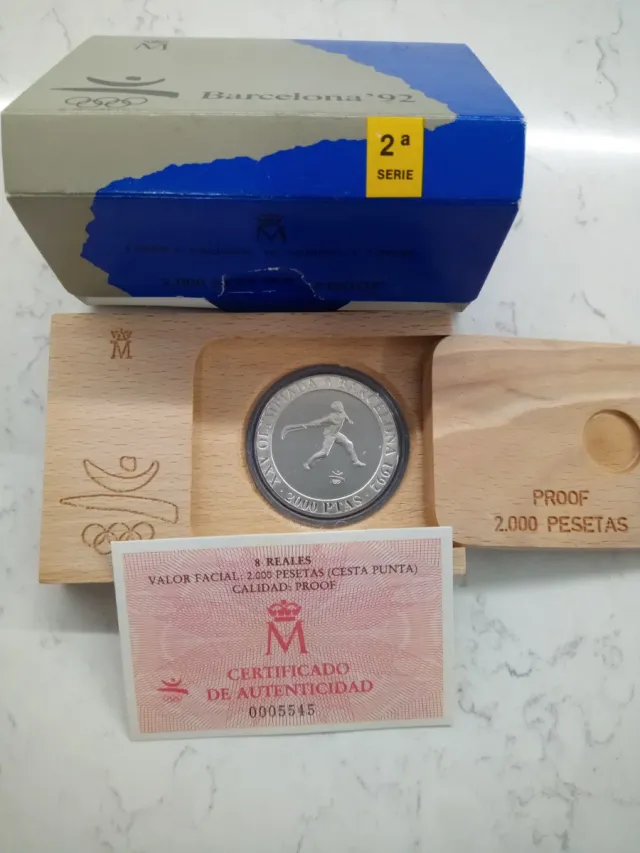 M
Barcelona '92
2ª
SERIE
M
M
XXV OLIMPIADA · BARCELONA 1992
· 2000 PTAS ·
PROOF
2.000 PESETAS
8 REALES
VALOR FACIAL: 2.000 PESETAS (CESTA PUNTA)
CALIDAD: PROOF
M
CERTIFICADO
DE AUTENTICIDAD
0005545